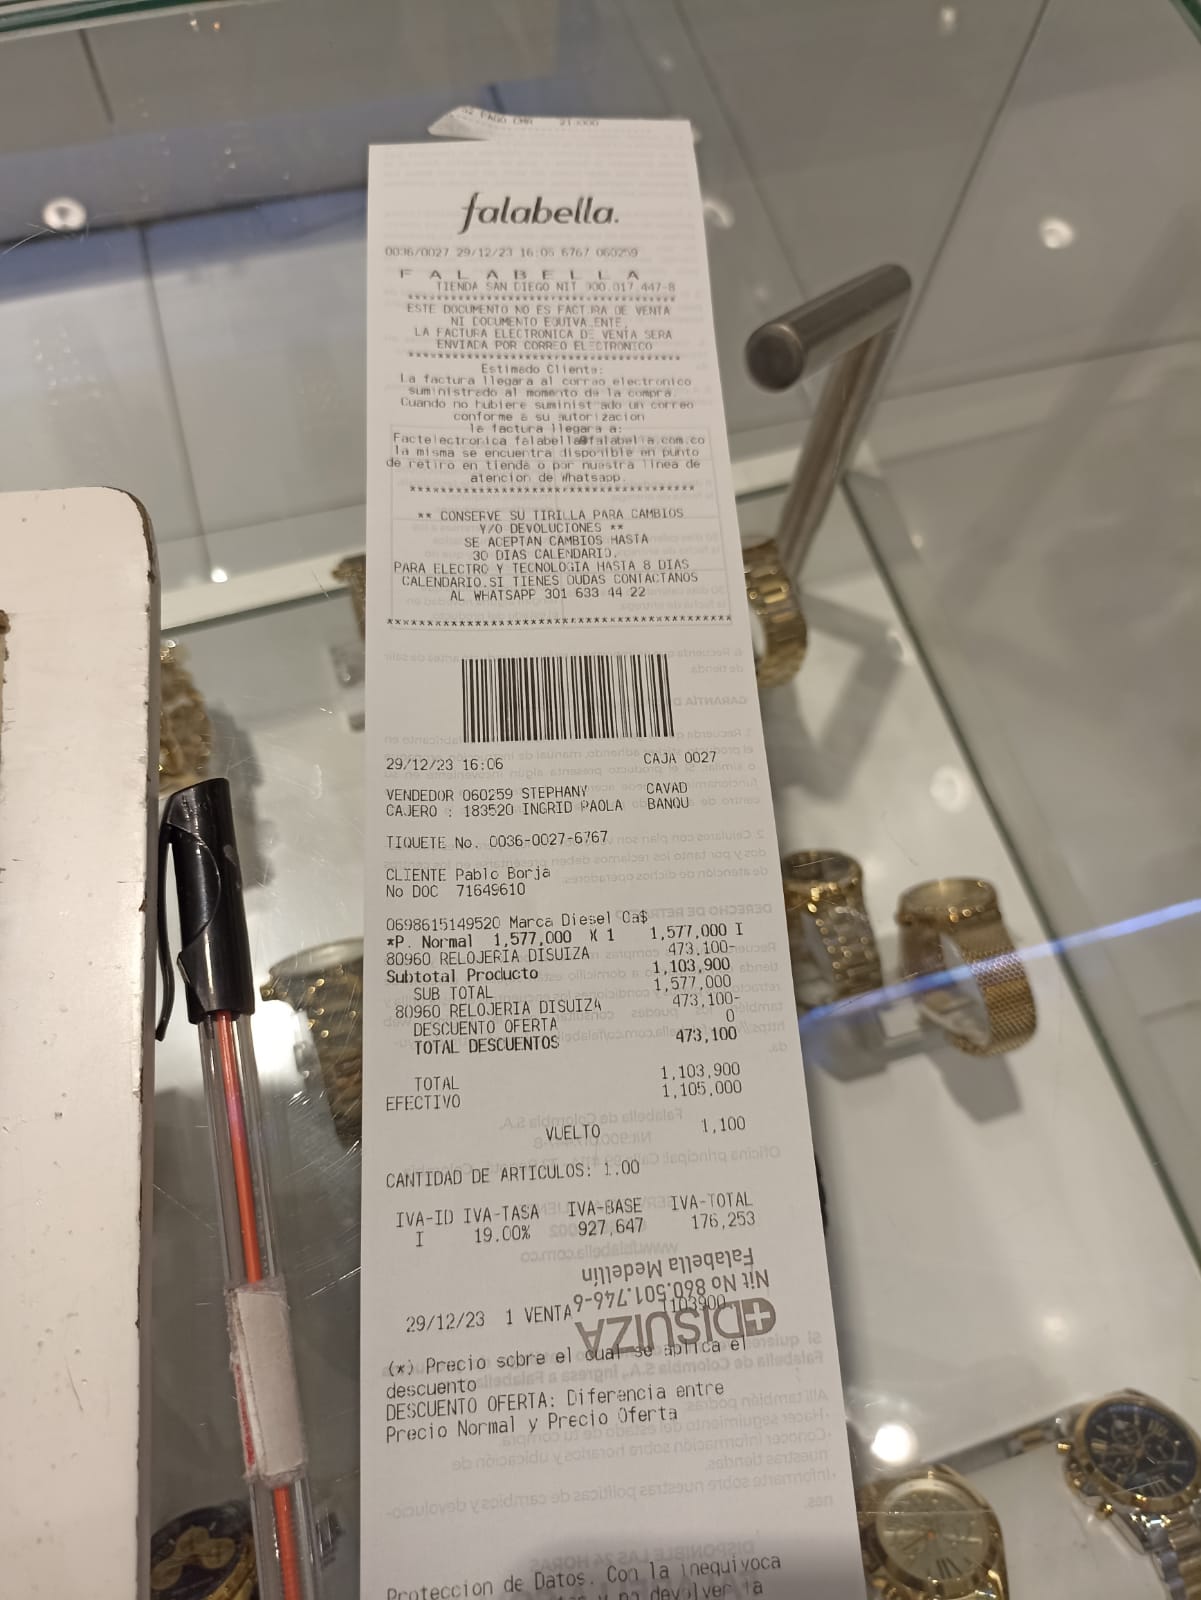 falabella.
0036/0027 29/12/23 16:06 6767 060259
F A L A B E L L A
TIENDA SAN DIEGO NIT 900.017.447-8
****************************************
ESTE DOCUMENTO NO ES FACTURA DE VENTA
NI DOCUMENTO EQUIVALENTE.
LA FACTURA ELECTRONICA DE VENTA SERA
ENVIADA POR CORREO ELECTRONICO
****************************************
Estimado Cliente:
La factura llegara al correo electronico
suministrado al momento de la compra.
Cuando no hubiere suministrado un correo
conforme a su autorizacion
la factura llegara a:
Factelectronica falabella@falabella.com.co
la misma se encuentra disponible en punto
de retiro en tienda o por nuestra linea de
atencion de Whatsapp.
****************************************
** CONSERVE SU TIRILLA PARA CAMBIOS
Y/O DEVOLUCIONES **
SE ACEPTAN CAMBIOS HASTA
30 DIAS CALENDARIO.
PARA ELECTRO Y TECNOLOGIA HASTA 8 DIAS
CALENDARIO.SI TIENES DUDAS CONTACTANOS
AL WHATSAPP 301 633 44 22
****************************************
29/12/23 16:06 CAJA 0027
VENDEDOR 060259 STEPHANY CAVAD
CAJERO : 183520 INGRID PAOLA BANQU
TIQUETE No. 0036-0027-6767
CLIENTE Pablo Borja
No DOC 71649610
0698615149520 Marca Diesel Ca$
*P. Normal 1,577,000 X 1 1,577,000 I
80960 RELOJERIA DISUIZA 473,100-
Subtotal Producto 1,103,900
SUB TOTAL 1,577,000
80960 RELOJERIA DISUIZA 473,100-
DESCUENTO OFERTA 0
TOTAL DESCUENTOS 473,100
TOTAL 1,103,900
EFECTIVO 1,105,000
VUELTO 1,100
CANTIDAD DE ARTICULOS: 1.00
IVA-ID IVA-TASA IVA-BASE IVA-TOTAL
I 19.00% 927,647 176,253
Falabella Medellín
Nit No 860.501.746-6
DISUIZA
29/12/23 1 VENTA 1103900
(*) Precio sobre el cual se aplica el
descuento
DESCUENTO OFERTA: Diferencia entre
Precio Normal y Precio Oferta
Proteccion de Datos. Con la inequivoca